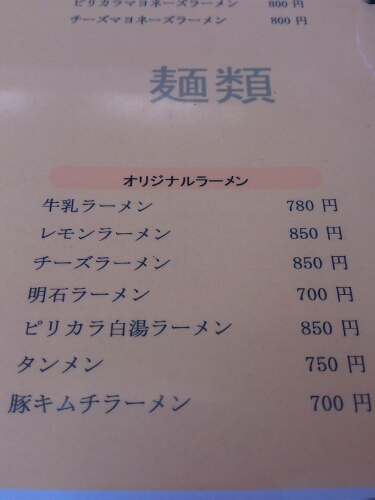 ピリカラマヨネーズラーメン 800 円
チーズマヨネーズラーメン 800 円
麺類
オリジナルラーメン
牛乳ラーメン 780 円
レモンラーメン 850 円
チーズラーメン 850 円
明石ラーメン 700 円
ピリカラ白湯ラーメン 850 円
タンメン 750 円
豚キムチラーメン 700 円